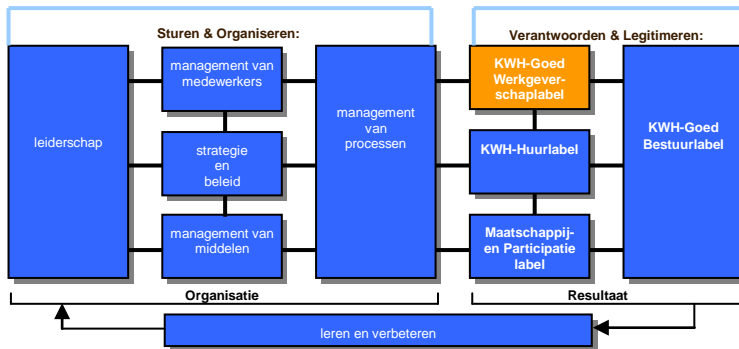 Sturen & Organiseren:
Verantwoorden & Legitimeren:
leiderschap
management van
medewerkers
strategie
en
beleid
management van
middelen
management
van
processen
KWH-Goed
Werkgever-
schaplabel
KWH-Huurlabel
Maatschappij-
en Participatie
label
KWH-Goed
Bestuurlabel
Organisatie
Resultaat
leren en verbeteren